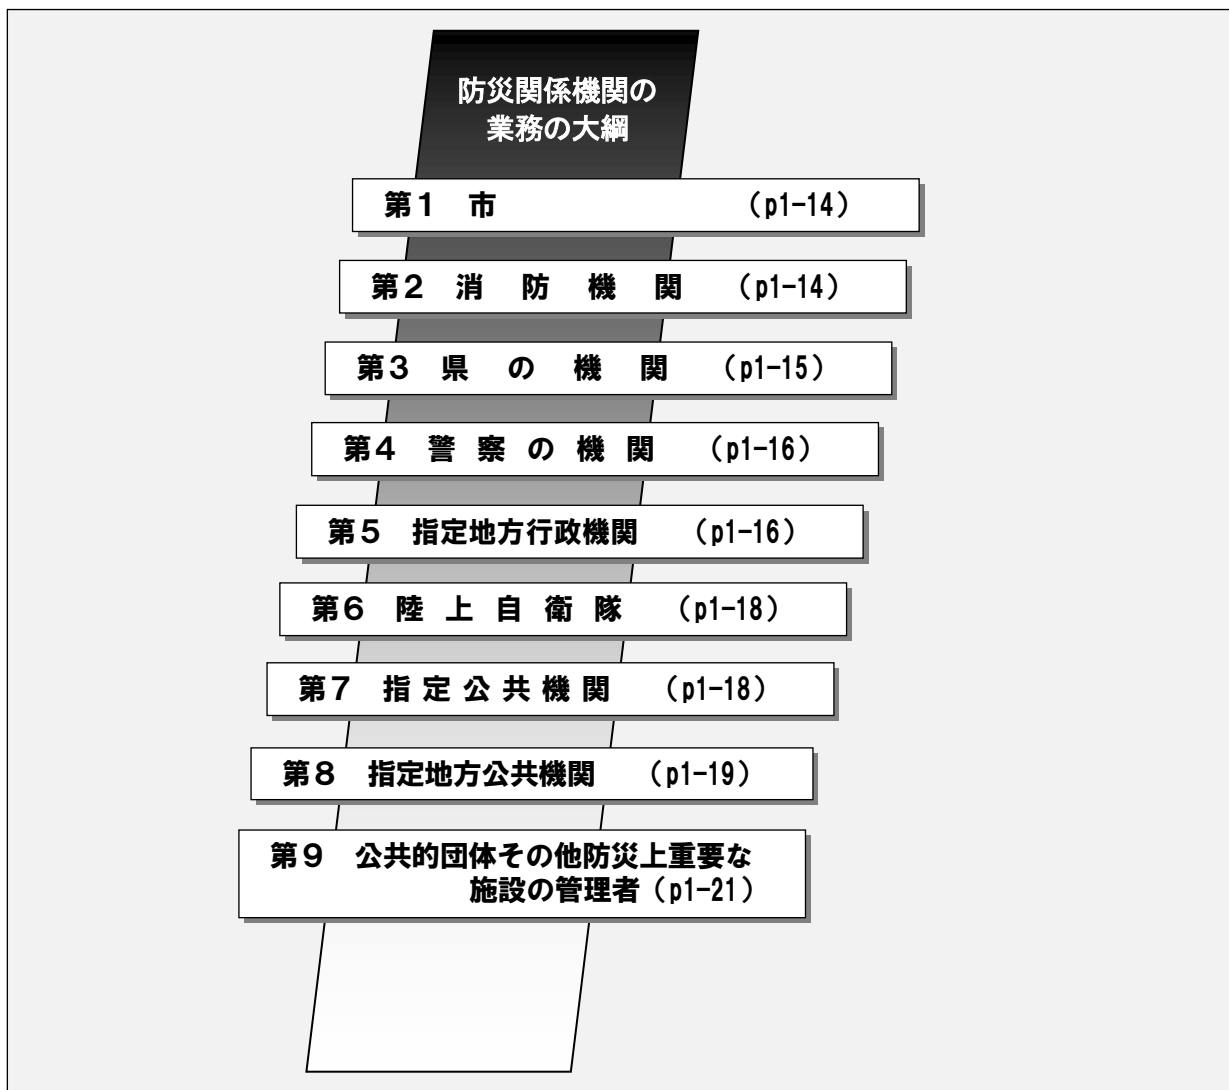 防災関係機関の
業務の大綱
第１　市　（p1-14）
第２　消防機関　（p1-14）
第３　県の機関　（p1-15）
第４　警察の機関　（p1-16）
第５　指定地方行政機関　（p1-16）
第６　陸上自衛隊　（p1-18）
第７　指定公共機関　（p1-18）
第８　指定地方公共機関　（p1-19）
第９　公共的団体その他防災上重要な
施設の管理者（p1-21）